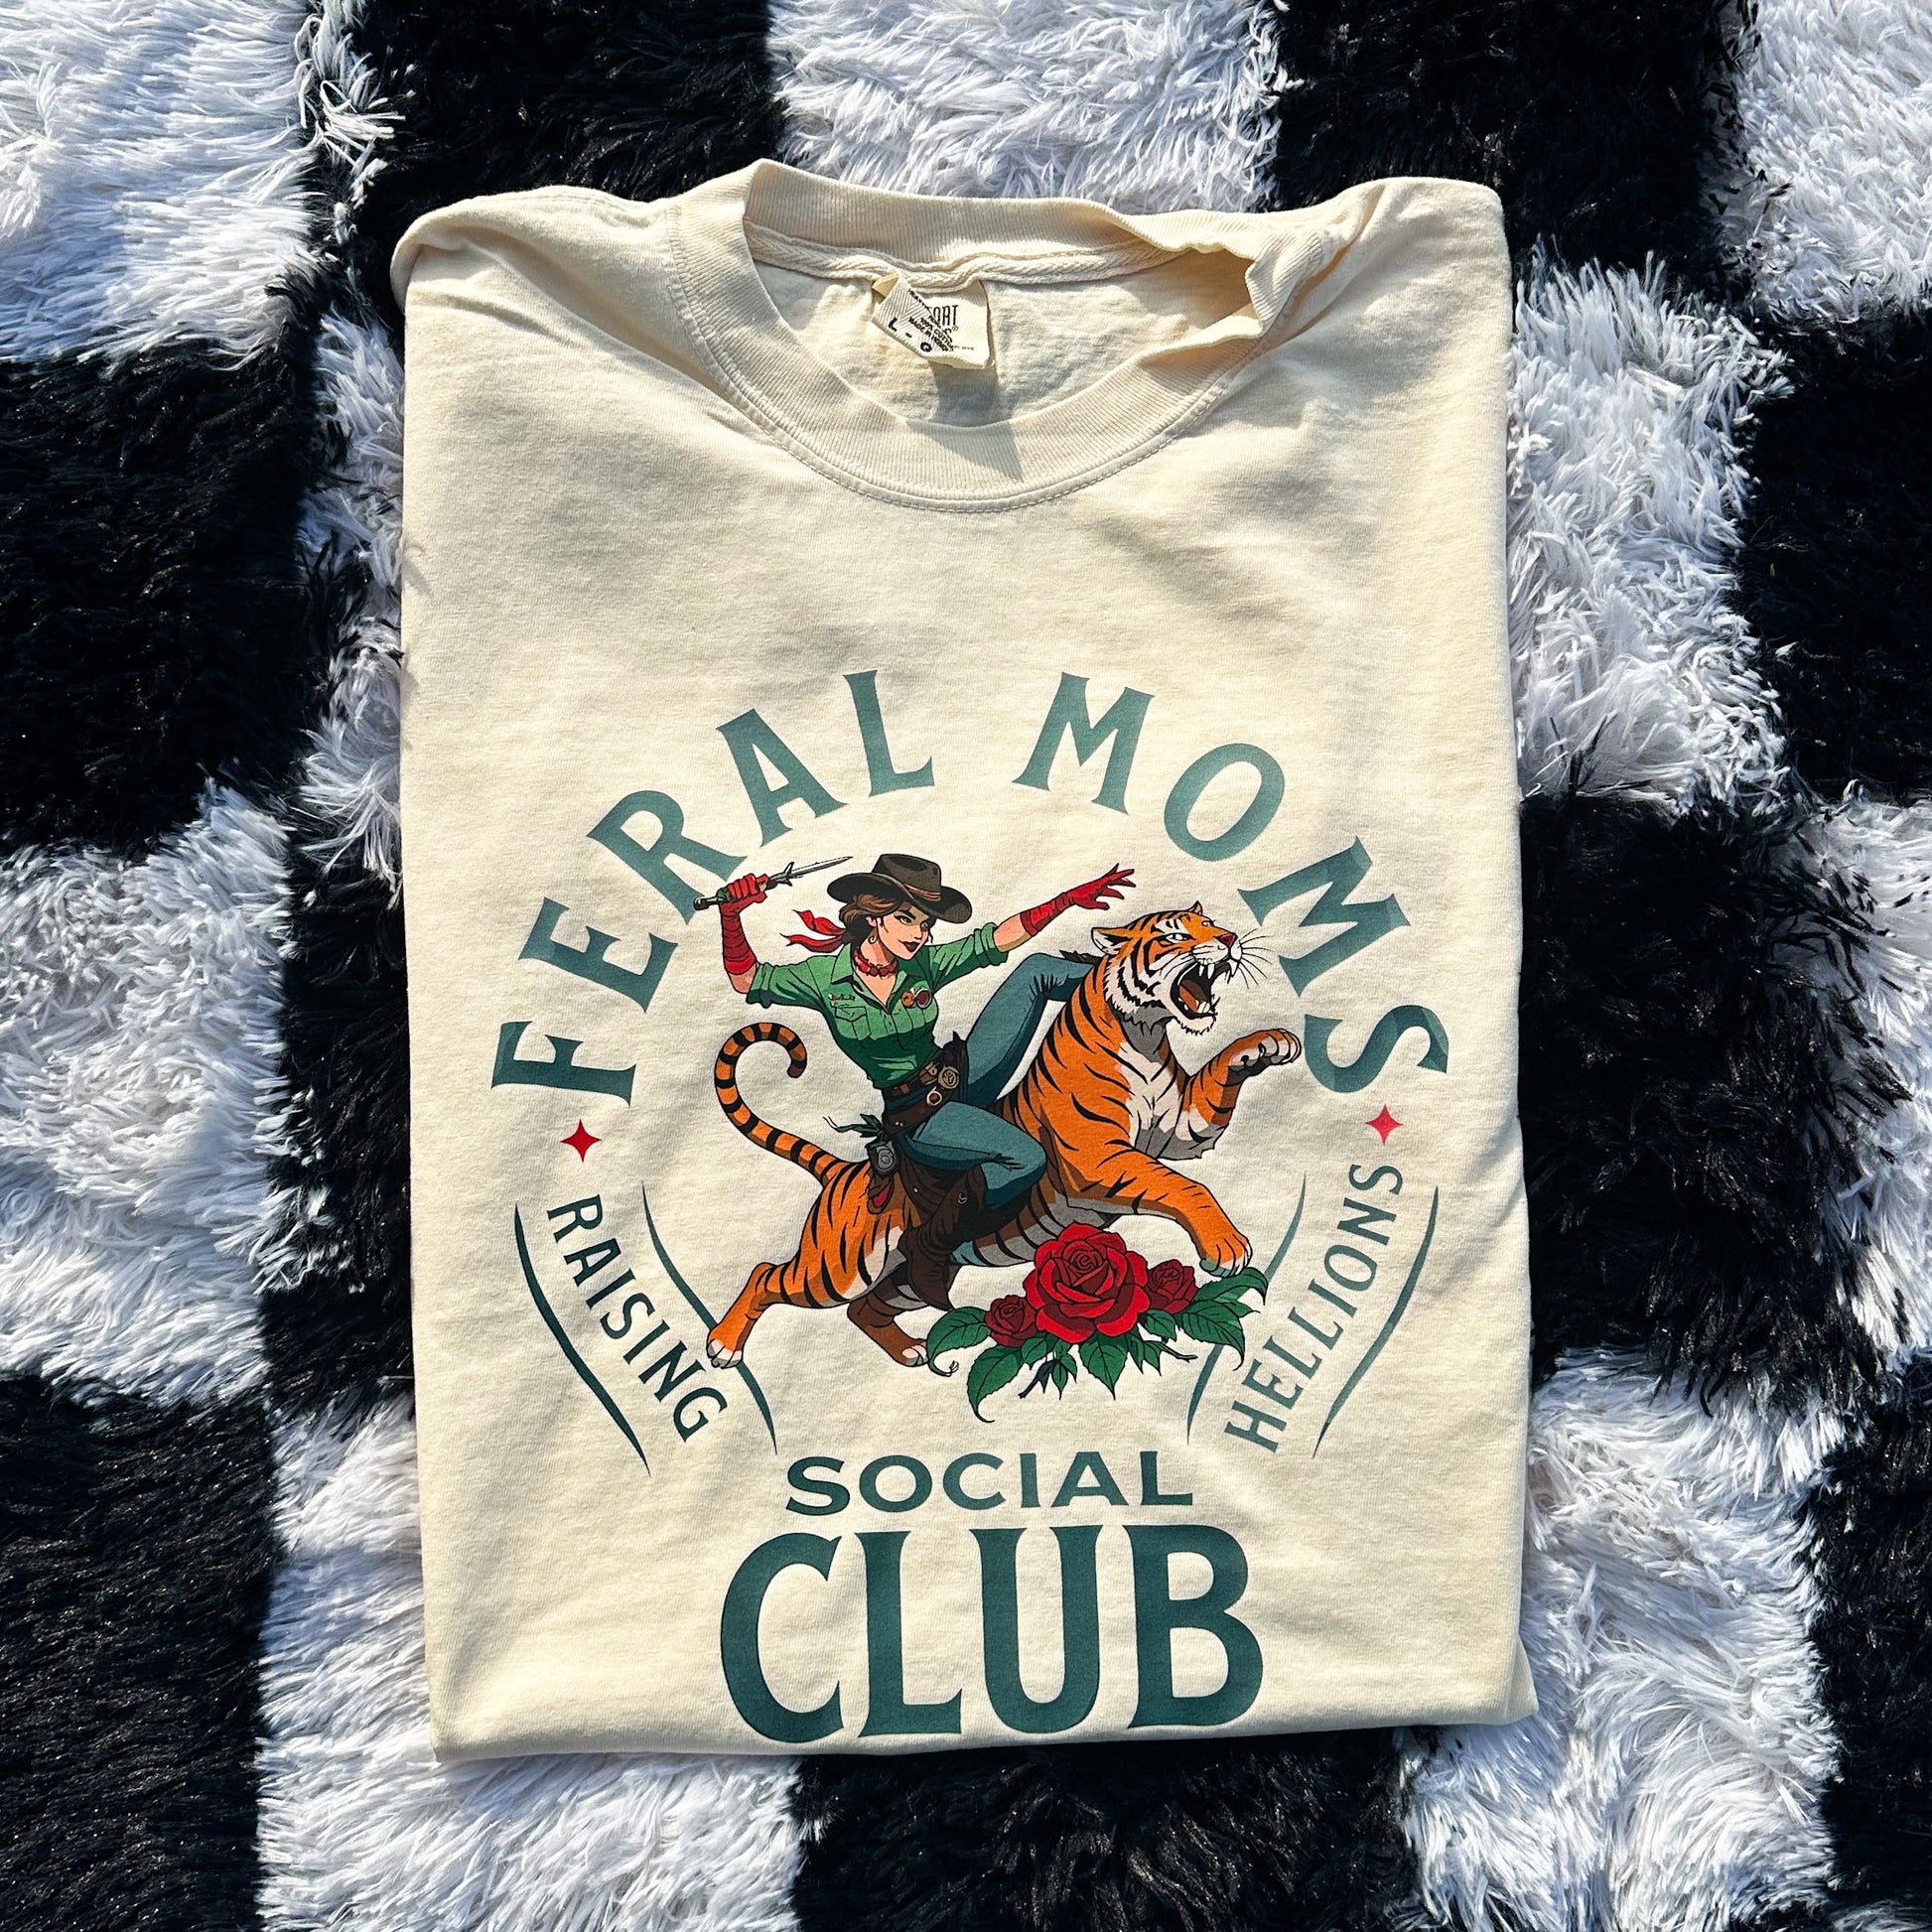 L
FERAL MOMS
RAISING
HELLIONS
SOCIAL
CLUB